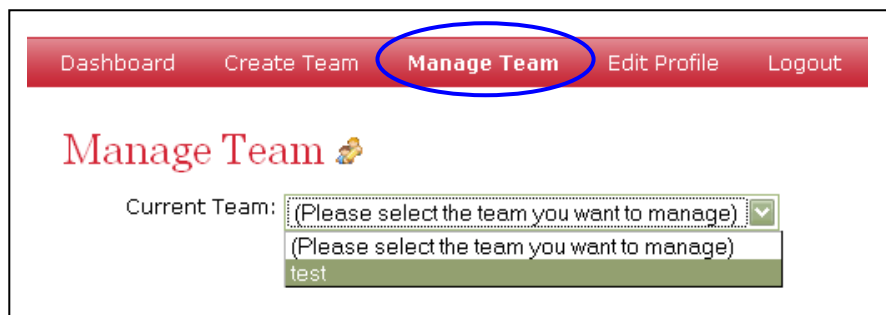 Dashboard Create Team Manage Team Edit Profile Logout
Manage Team
Current Team: (Please select the team you want to manage)
(Please select the team you want to manage)
test